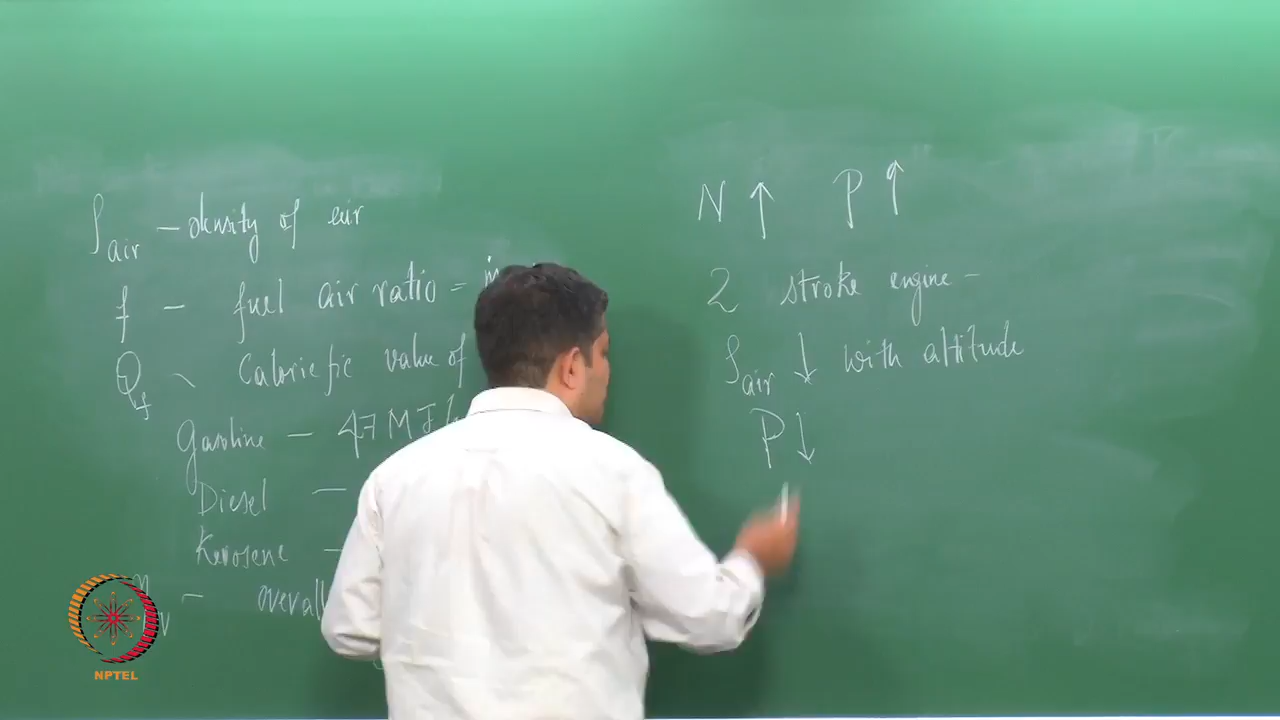 ρair – density of air
f – fuel air ratio = ṁ
Qf – Calorific value of
Gasoline – 47 MJ/
Diesel –
Kerosene –
ηov – overall
N ↑ P ↑
2 stroke engine –
ρair ↓ with altitude
P ↓
NPTEL